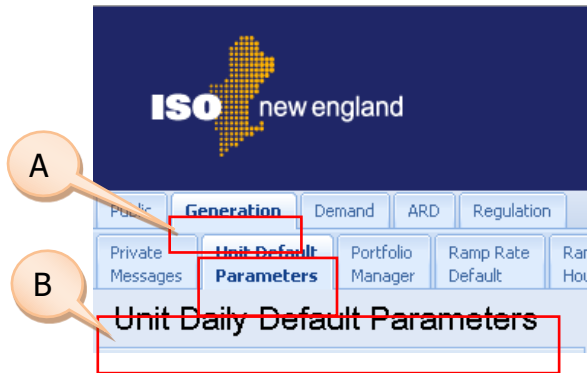 ISO new england
A
Public Generation Demand ARD Regulation
Private Unit Default Portfolio Ramp Rate
Messages Parameters Manager Default
B
Unit Daily Default Parameters